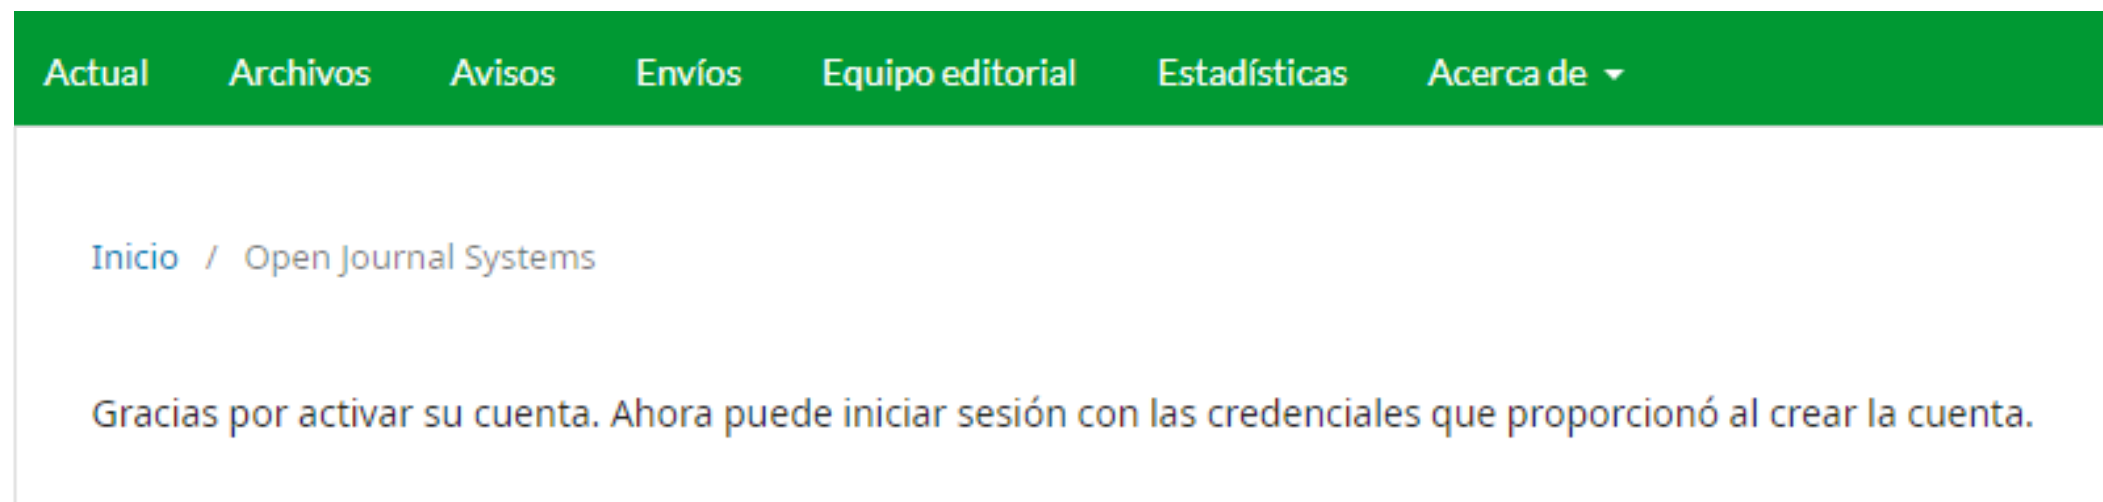 Actual Archivos Avisos Envíos Equipo editorial Estadísticas Acerca de
Inicio / Open Journal Systems
Gracias por activar su cuenta. Ahora puede iniciar sesión con las credenciales que proporcionó al crear la cuenta.